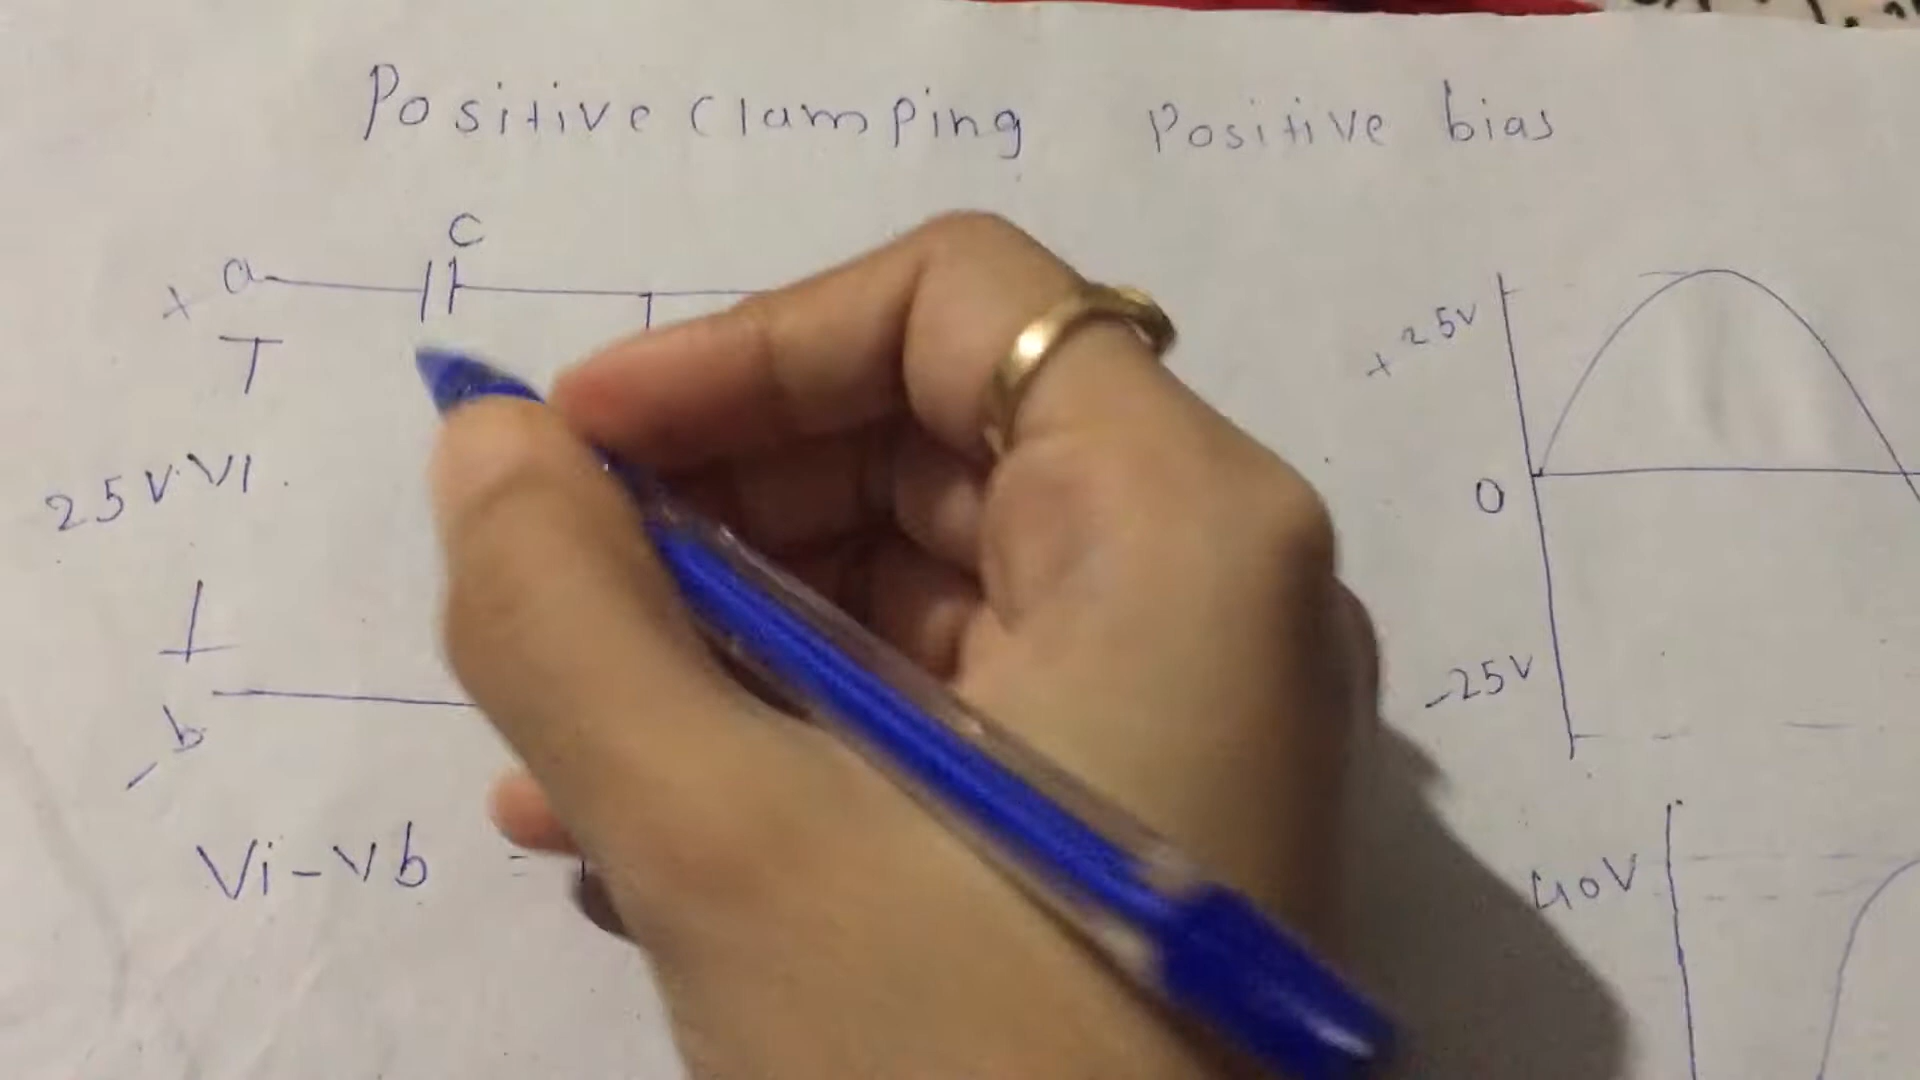 Positive Clamping Positive bias
C
+ a
25V Vi
b
-
Vi-Vb =
+25V
0
-25V
40V